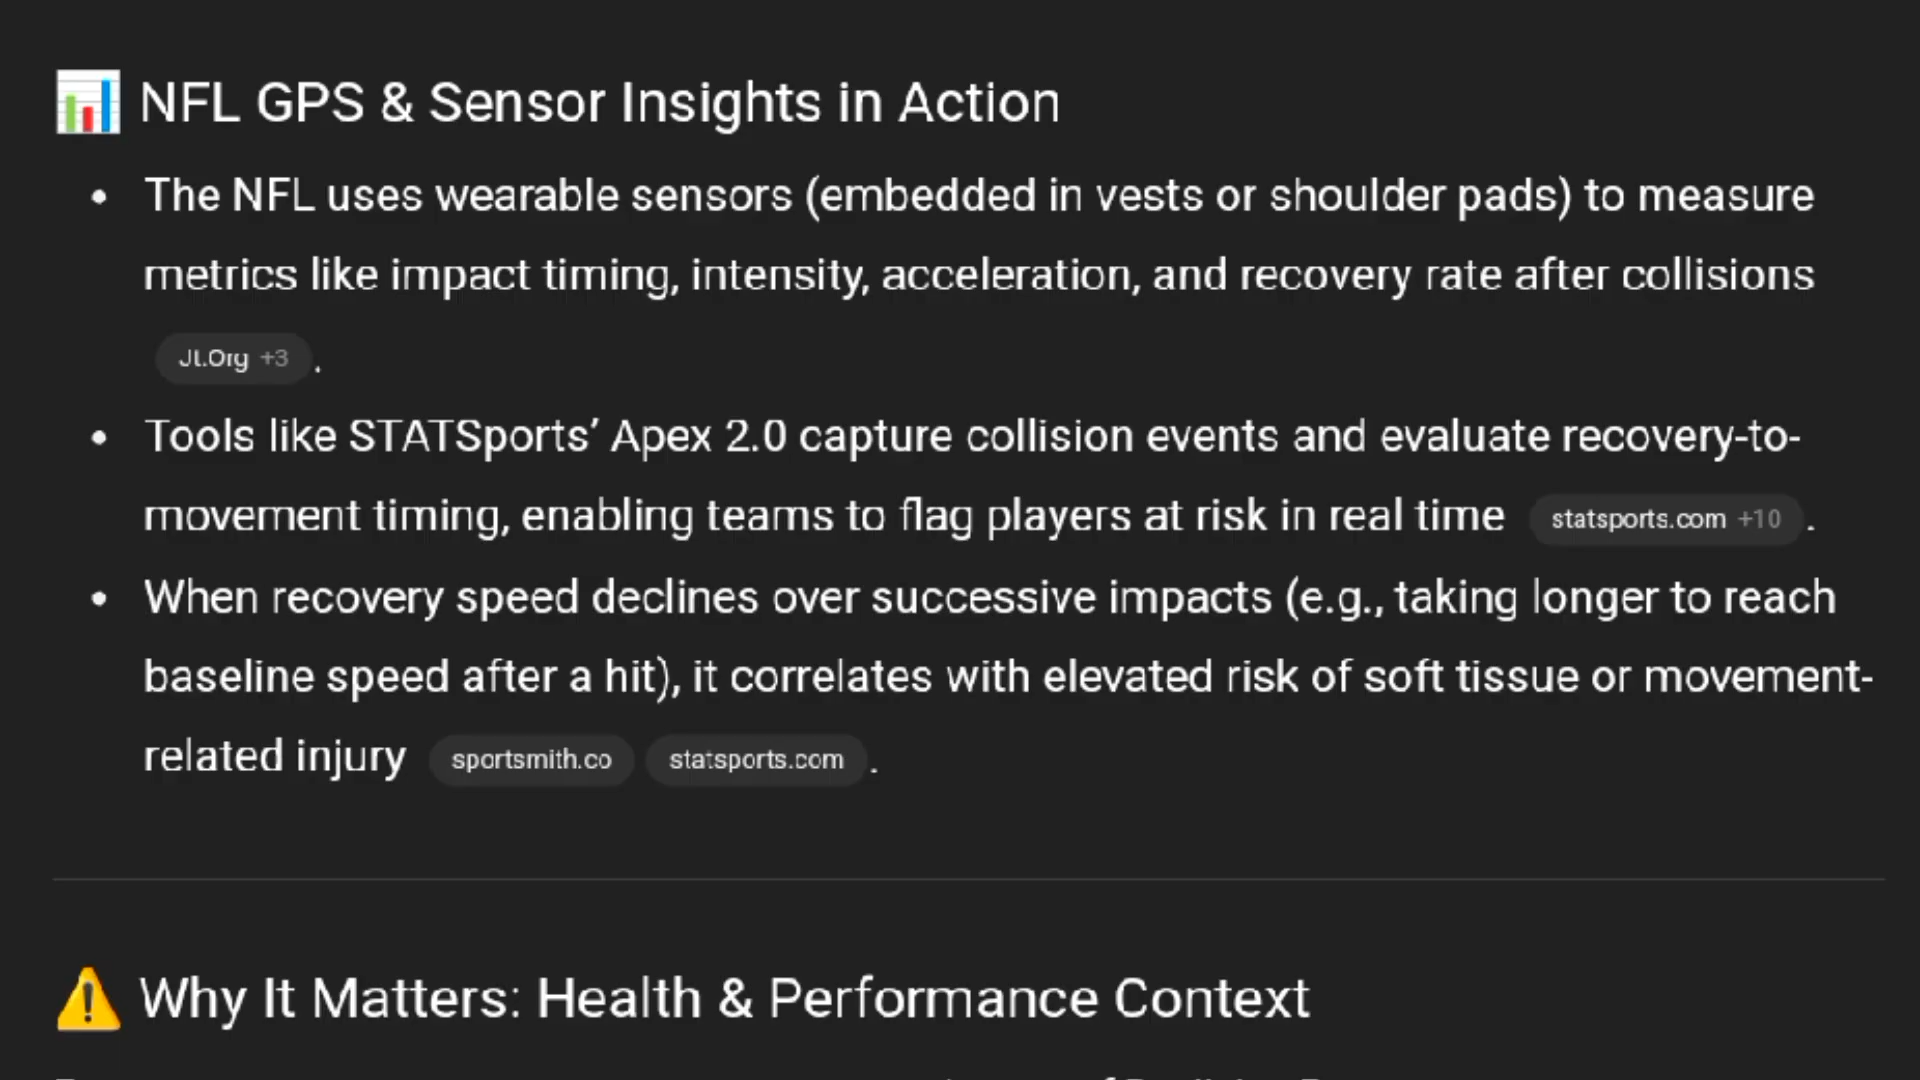 NFL GPS & Sensor Insights in Action
• The NFL uses wearable sensors (embedded in vests or shoulder pads) to measure
metrics like impact timing, intensity, acceleration, and recovery rate after collisions
Jt.Org +3 .
• Tools like STATSports’ Apex 2.0 capture collision events and evaluate recovery-to-
movement timing, enabling teams to flag players at risk in real time statsports.com +10 .
• When recovery speed declines over successive impacts (e.g., taking longer to reach
baseline speed after a hit), it correlates with elevated risk of soft tissue or movement-
related injury sportsmith.co statsports.com .
Why It Matters: Health & Performance Context